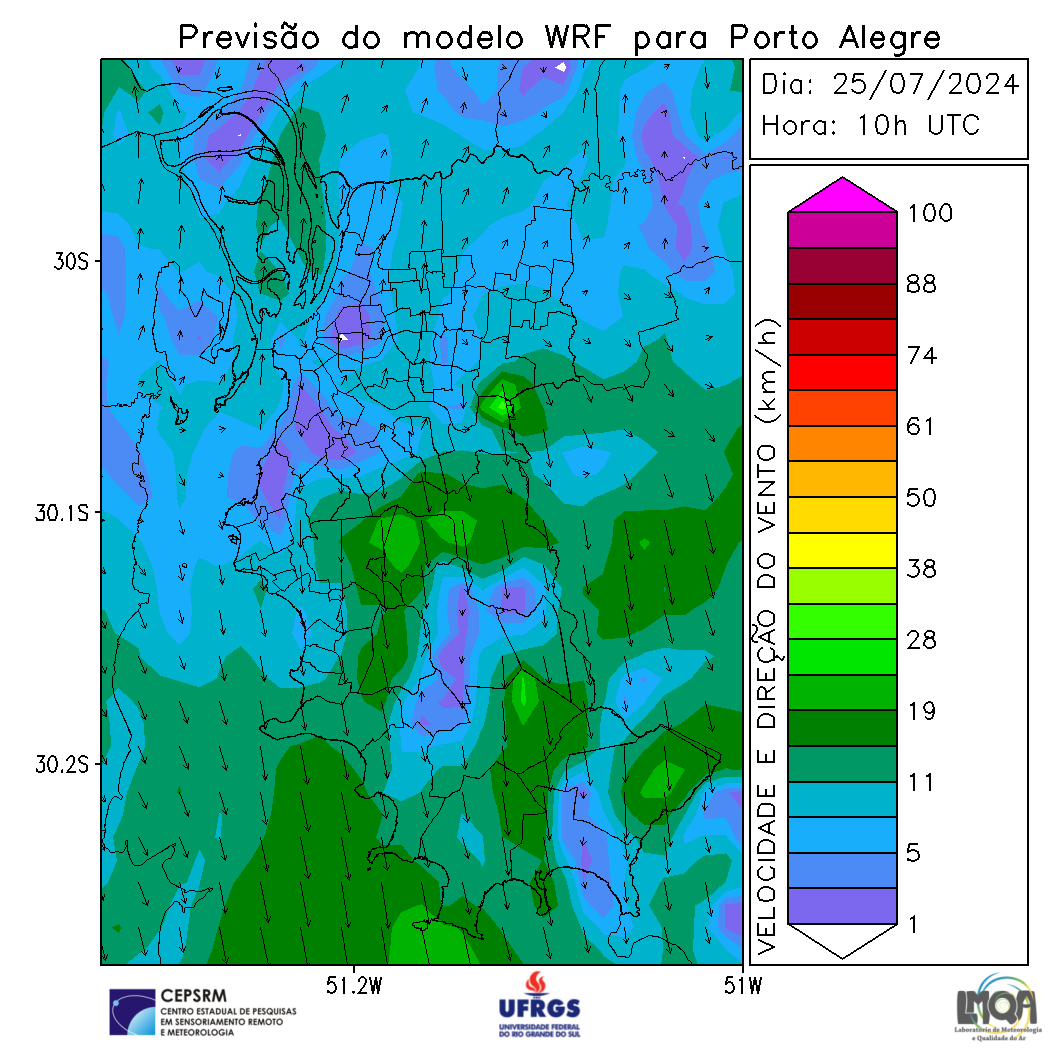 Previsão do modelo WRF para Porto Alegre
Dia: 25/07/2024
Hora: 10h UTC
30S
30.1S
30.2S
51.2W
51W
VELOCIDADE E DIREÇÃO DO VENTO (km/h)
100
88
74
61
50
38
28
19
11
5
1
CEPSRM
CENTRO ESTADUAL DE PESQUISAS
EM SENSORIAMENTO REMOTO
E METEOROLOGIA
UFRGS
UNIVERSIDADE FEDERAL
DO RIO GRANDE DO SUL
LMQA
Laboratório de Meteorologia
e Qualidade do Ar